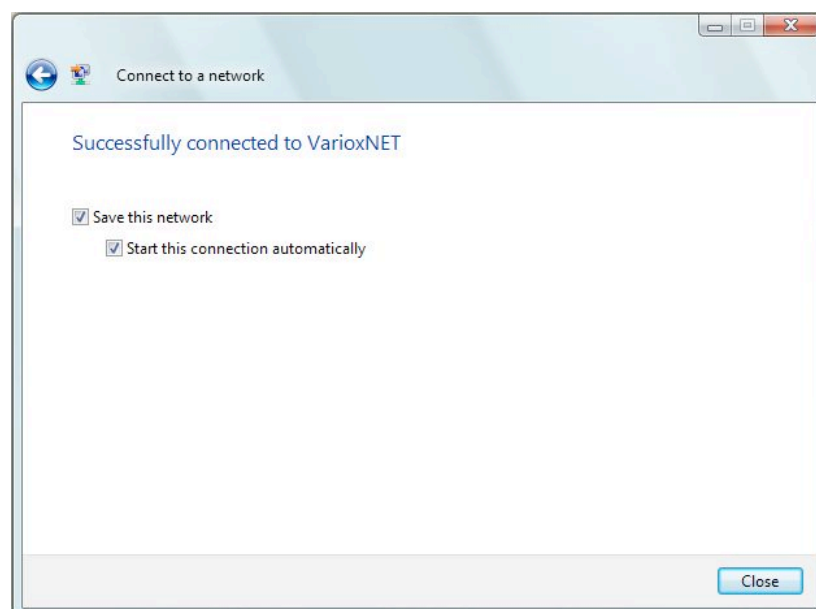 Connect to a network
Successfully connected to VarioxNET
Save this network
Start this connection automatically
Close